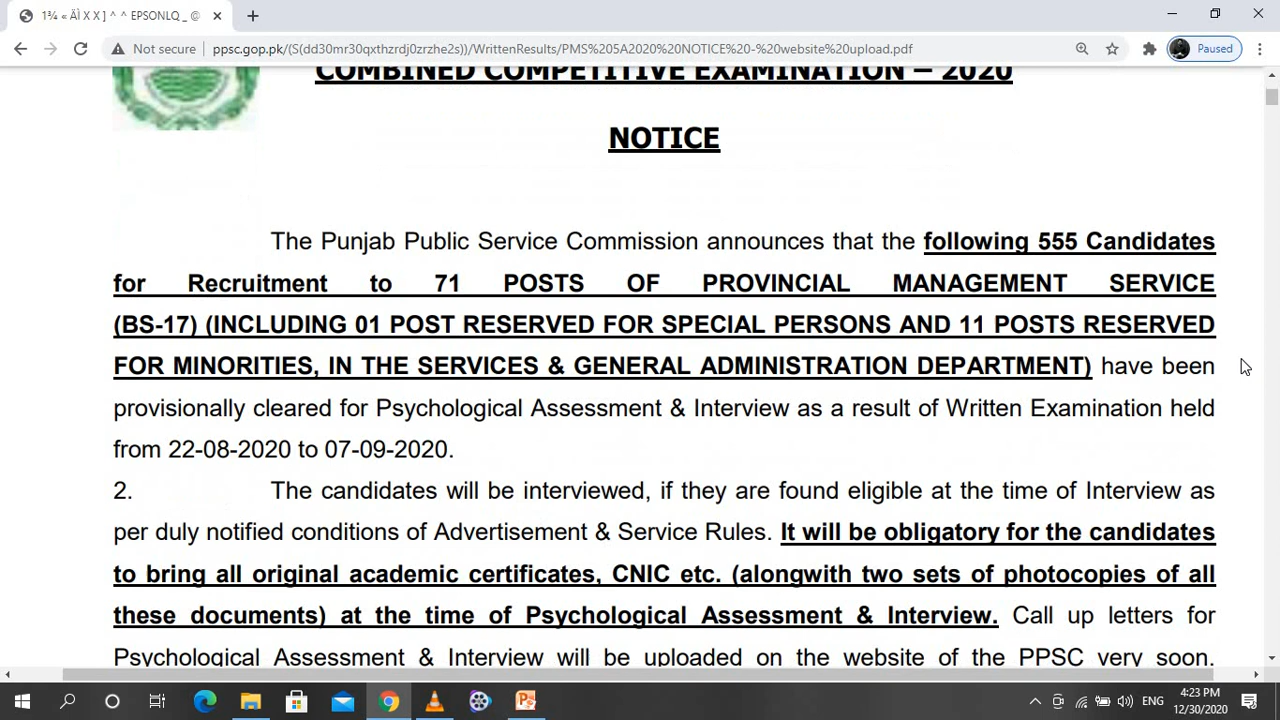 1¾ « ÄÌ X X ] ^ ^ EPSONLQ _ @
Not secure
ppsc.gop.pk/(S(dd30mr30qxthzrdj0zrzhe2s))/WrittenResults/PMS%205A2020%20NOTICE%20-%20website%20upload.pdf
Paused
COMBINED COMPETITIVE EXAMINATION – 2020
NOTICE
The Punjab Public Service Commission announces that the following 555 Candidates
for Recruitment to 71 POSTS OF PROVINCIAL MANAGEMENT SERVICE
(BS-17) (INCLUDING 01 POST RESERVED FOR SPECIAL PERSONS AND 11 POSTS RESERVED
FOR MINORITIES, IN THE SERVICES & GENERAL ADMINISTRATION DEPARTMENT) have been
provisionally cleared for Psychological Assessment & Interview as a result of Written Examination held
from 22-08-2020 to 07-09-2020.
2. The candidates will be interviewed, if they are found eligible at the time of Interview as
per duly notified conditions of Advertisement & Service Rules. It will be obligatory for the candidates
to bring all original academic certificates, CNIC etc. (alongwith two sets of photocopies of all
these documents) at the time of Psychological Assessment & Interview. Call up letters for
Psychological Assessment & Interview will be uploaded on the website of the PPSC very soon.
ENG
4:23 PM
12/30/2020